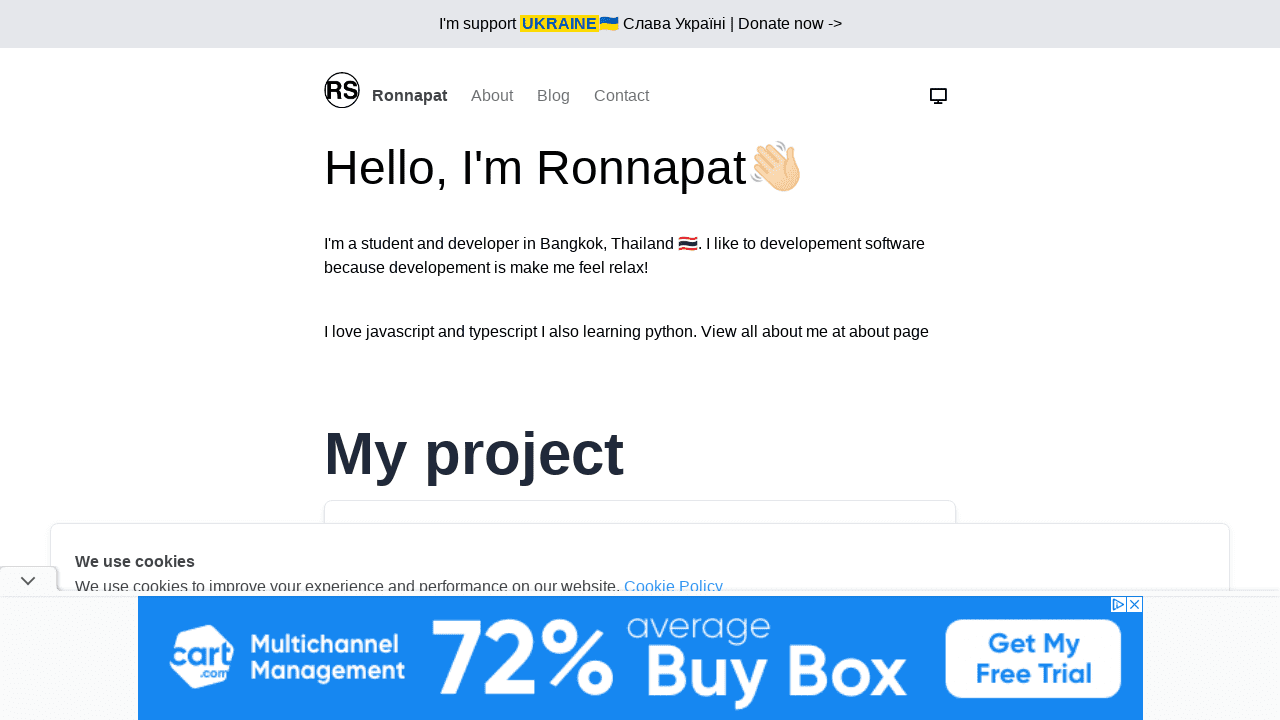 I'm support UKRAINE🇺🇦 Слава Україні | Donate now ->
RS
Ronnapat About Blog Contact
Hello, I'm Ronnapat👋🏻
I'm a student and developer in Bangkok, Thailand 🇹🇭. I like to developement software
because developement is make me feel relax!
I love javascript and typescript I also learning python. View all about me at about page
My project
We use cookies
We use cookies to improve your experience and performance on our website. Cookie Policy
cart
.com
Multichannel
Management
72% average
Buy Box
Get My
Free Trial